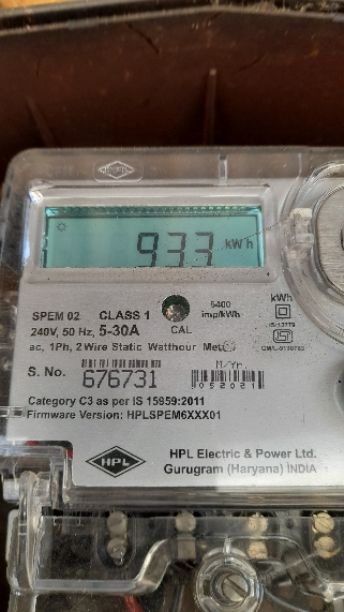 933 kWh
SPEM 02 CLASS 1 5400 kWh
240V, 50 Hz, 5-30A CAL imp/kWh
ac, 1Ph, 2 Wire Static Watthour
S. No. 676731 M/Yr.
Category C3 as per IS 15959:2011
Firmware Version: HPLSPEM6XXX01
HPL HPL Electric & Power Ltd.
Gurugram (Haryana) INDIA